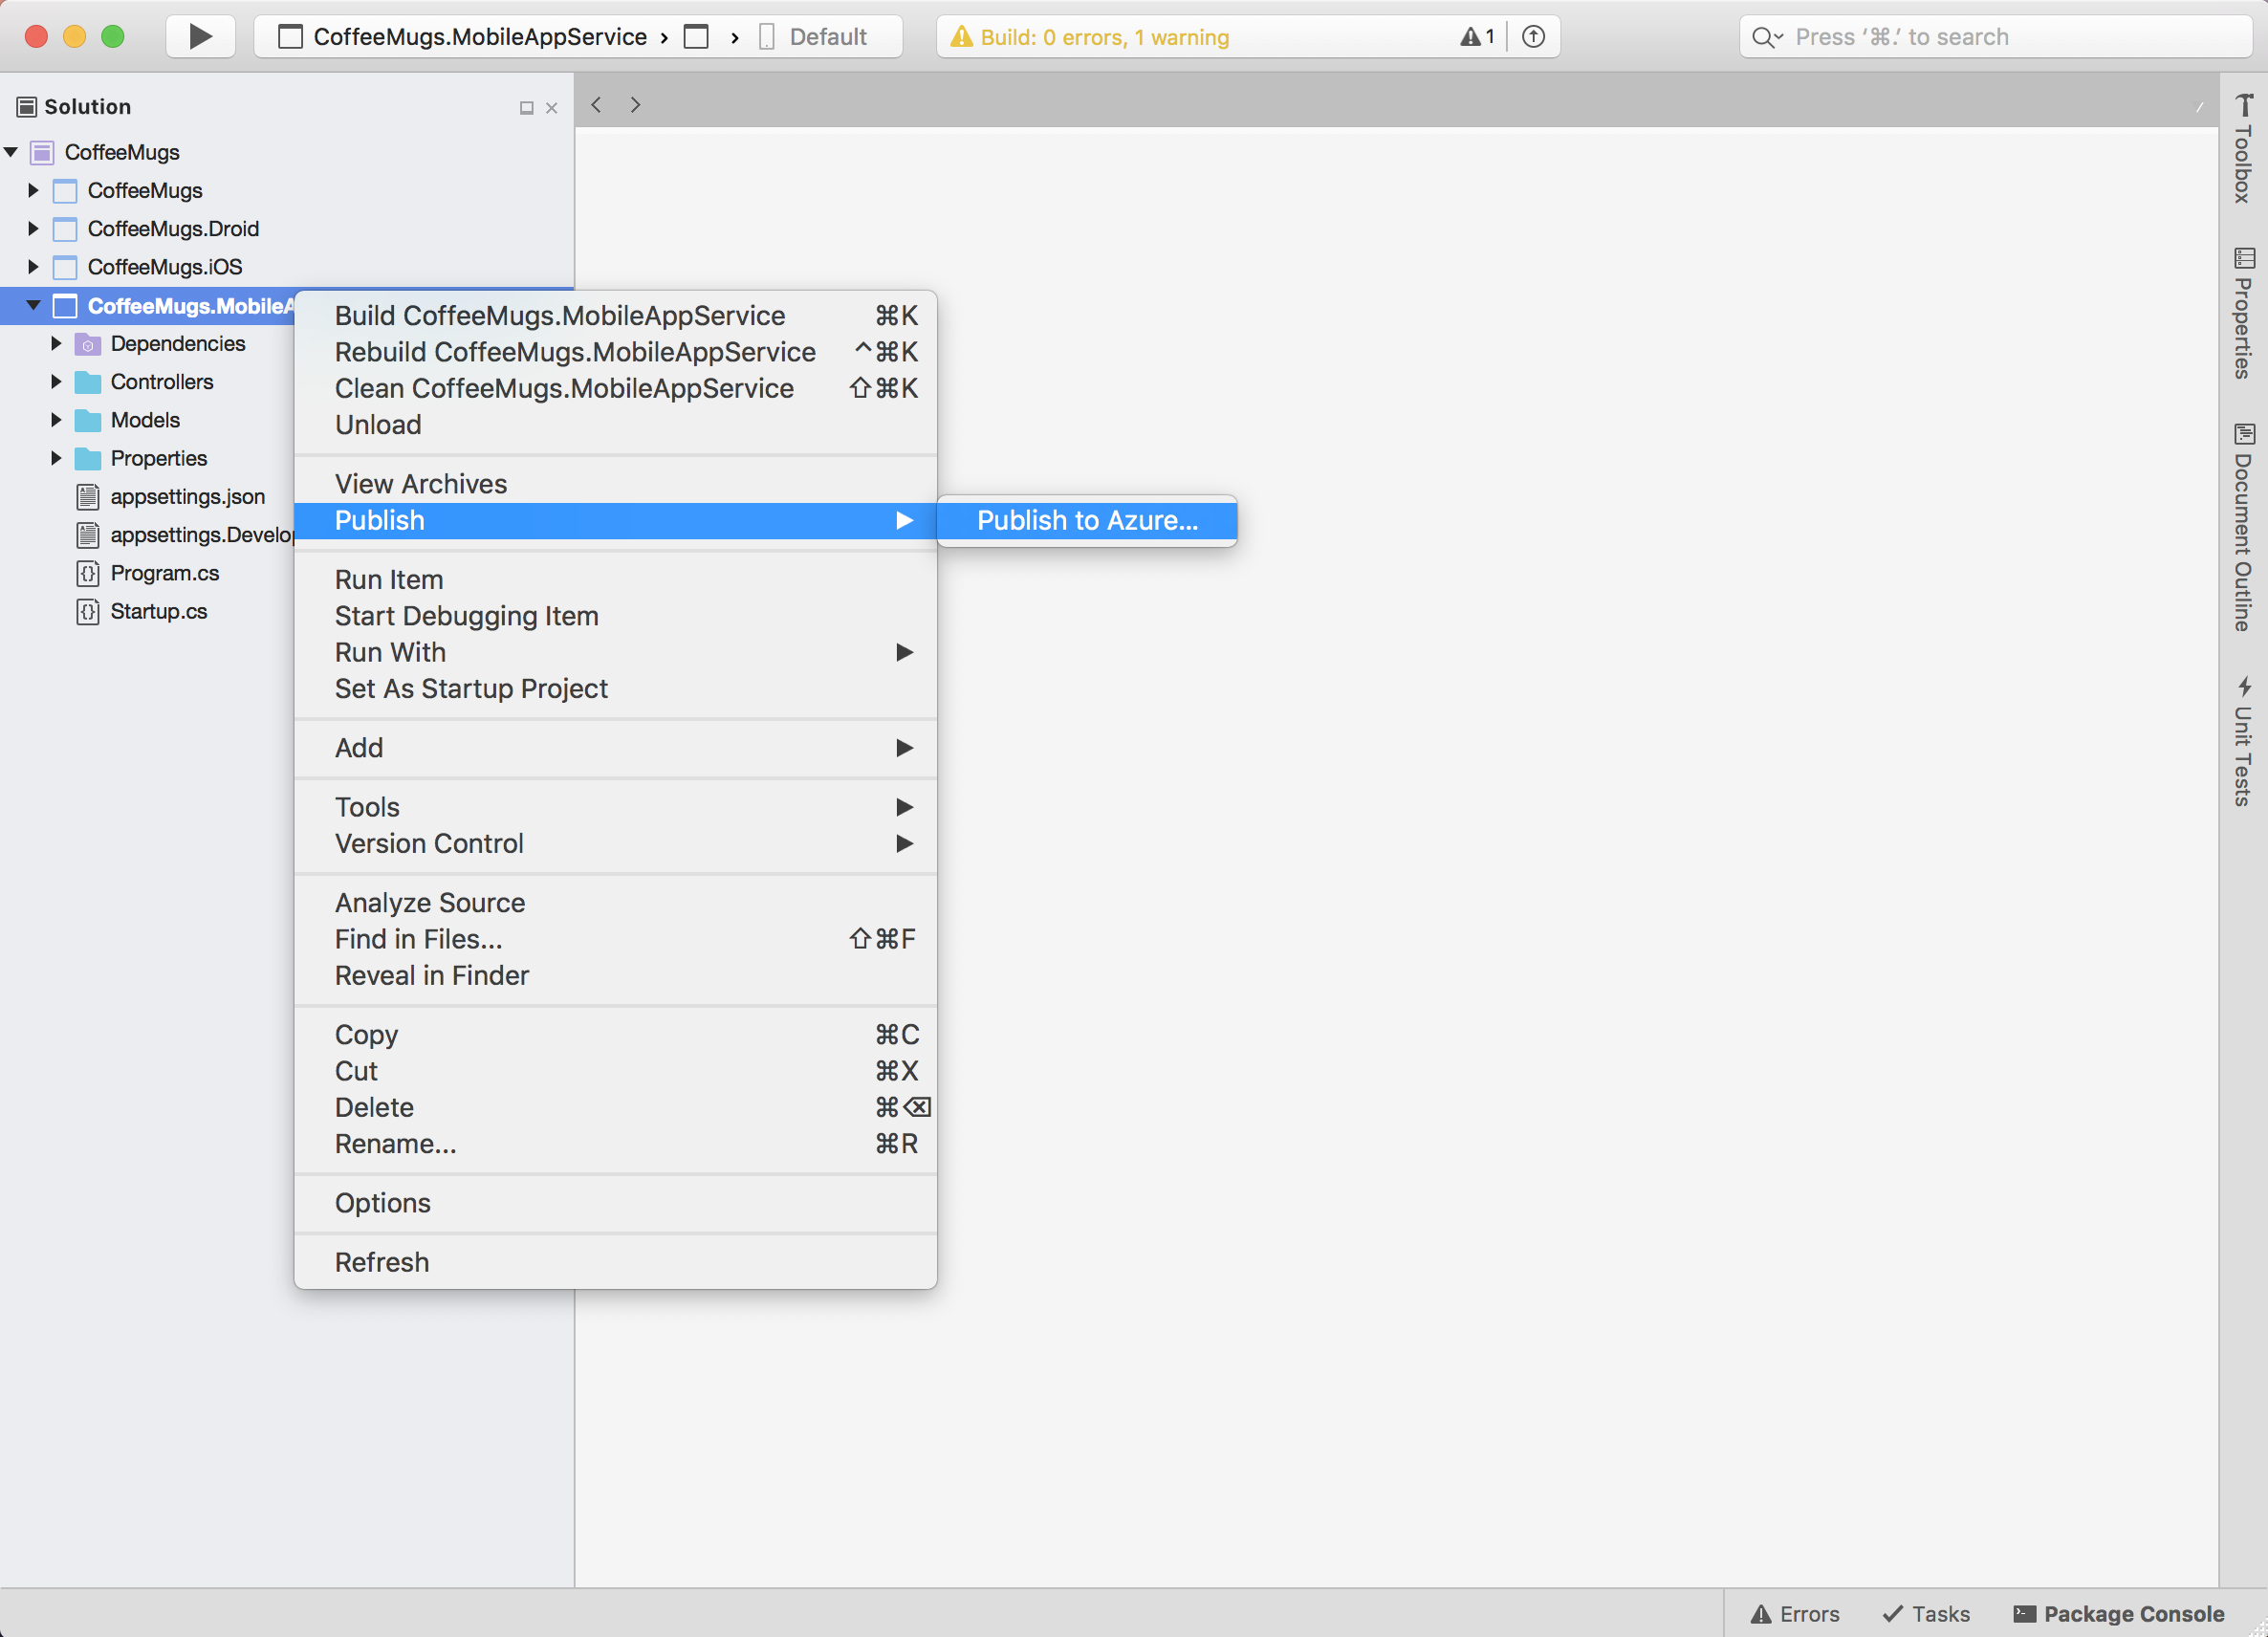 CoffeeMugs.MobileAppService › › Default
Build: 0 errors, 1 warning
1
Press ‘⌘.’ to search
Solution
CoffeeMugs
CoffeeMugs
CoffeeMugs.Droid
CoffeeMugs.iOS
CoffeeMugs.MobileA
Dependencies
Controllers
Models
Properties
appsettings.json
appsettings.Develop
Program.cs
Startup.cs
Build CoffeeMugs.MobileAppService ⌘K
Rebuild CoffeeMugs.MobileAppService ^⌘K
Clean CoffeeMugs.MobileAppService ⇧⌘K
Unload
View Archives
Publish
Publish to Azure...
Run Item
Start Debugging Item
Run With
Set As Startup Project
Add
Tools
Version Control
Analyze Source
Find in Files... ⇧⌘F
Reveal in Finder
Copy ⌘C
Cut ⌘X
Delete ⌘⌫
Rename... ⌘R
Options
Refresh
Toolbox
Properties
Document Outline
Unit Tests
Errors
Tasks
Package Console